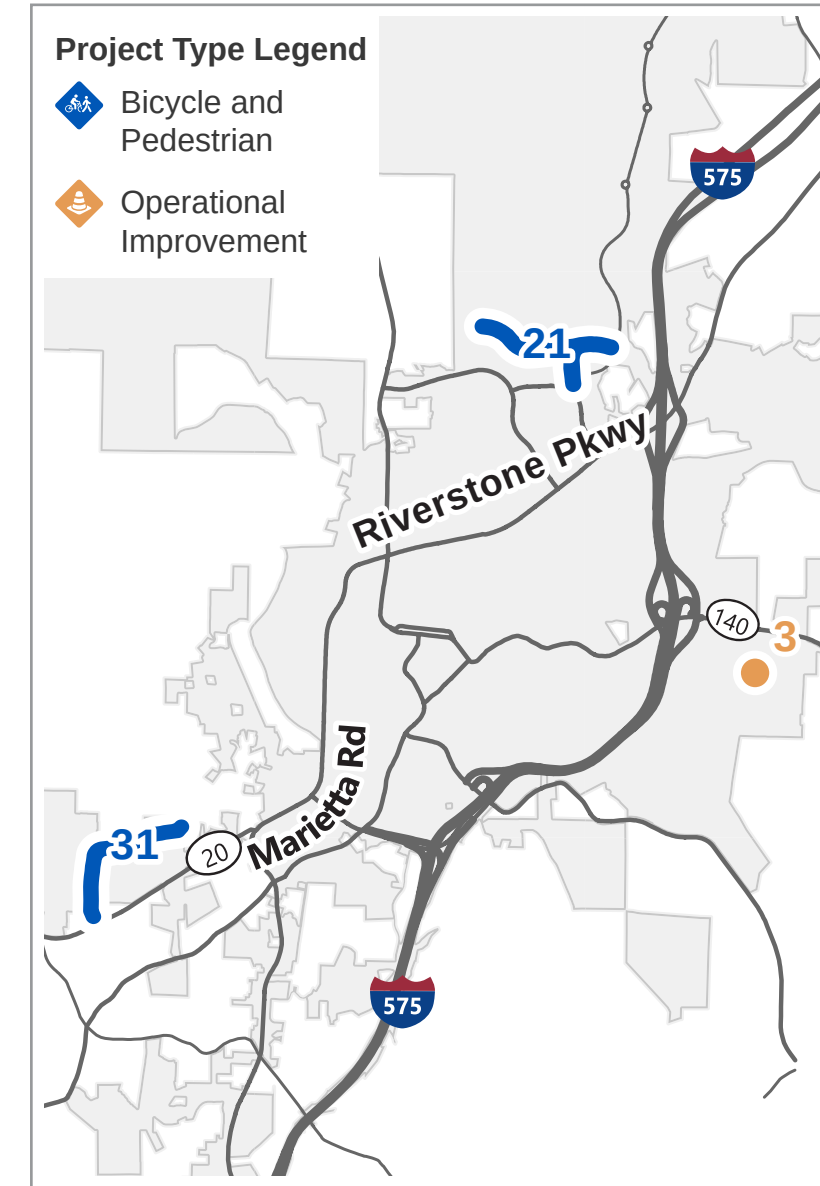 Project Type Legend
Bicycle and
Pedestrian
Operational
Improvement
575
21
Riverstone Pkwy
140
3
Marietta Rd
31
20
575